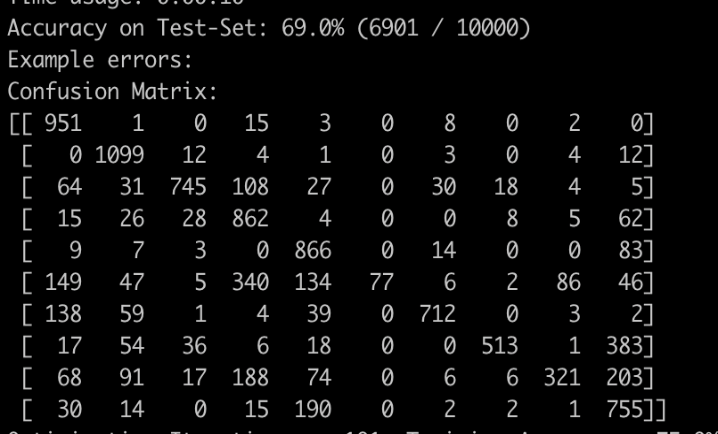 Accuracy on Test-Set: 69.0% (6901 / 10000)
Example errors:
Confusion Matrix:
[[ 951 1 0 15 3 0 8 0 2 0]
[ 0 1099 12 4 1 0 3 0 4 12]
[ 64 31 745 108 27 0 30 18 4 5]
[ 15 26 28 862 4 0 0 8 5 62]
[ 9 7 3 0 866 0 14 0 0 83]
[ 149 47 5 340 134 77 6 2 86 46]
[ 138 59 1 4 39 0 712 0 3 2]
[ 17 54 36 6 18 0 0 513 1 383]
[ 68 91 17 188 74 0 6 6 321 203]
[ 30 14 0 15 190 0 2 2 1 755]]